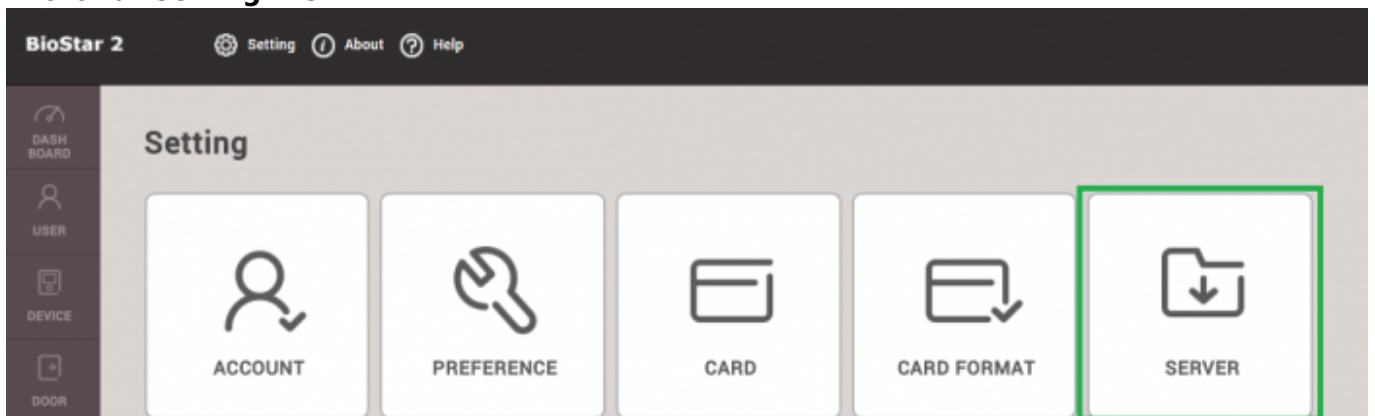 BioStar 2
Setting
About
Help
DASH
BOARD
USER
DEVICE
DOOR
Setting
ACCOUNT
PREFERENCE
CARD
CARD FORMAT
SERVER